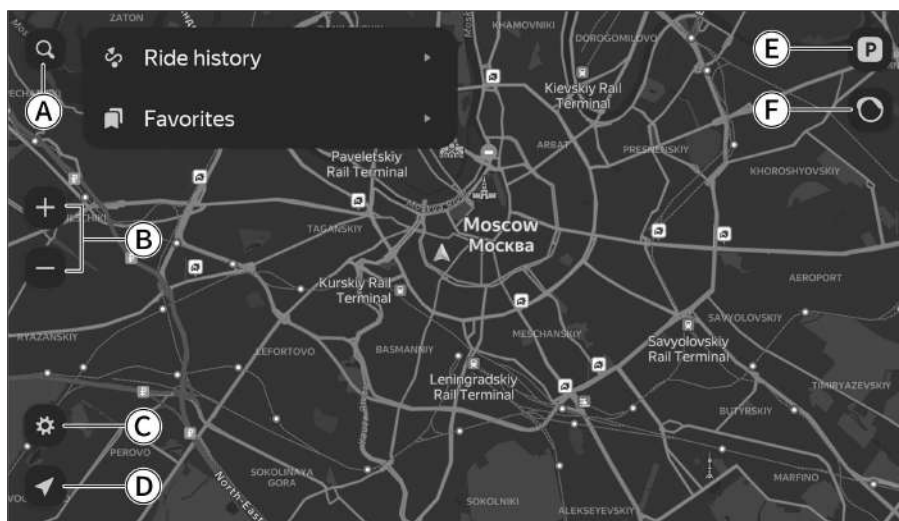 ZATON
KHAMOVNIKI
DOROGOMILOVO
E
P
A
Ride history
Kievskiy Rail
Terminal
F
Favorites
ARBAT
PRESNENSKIY
Paveletskiy
Rail Terminal
KHOROSHYOVSKIY
B
TAGANSKIY
Moscow
Москва
AEROPORT
Kurskiy Rail
Terminal
SAVYOLOVSKIY
RYAZANSKIY
MESCHANSKIY
LEFORTOVO
BASMANNIY
Savyolovskiy
Rail Terminal
Leningradskiy
Rail Terminal
TIMIRYAZEVSKIY
C
BUTYRSKIY
PEROVO
D
SOKOLINAYA
GORA
North-East
MARFINO
SOKOLNIKI
ALEKSEYEVSKIY